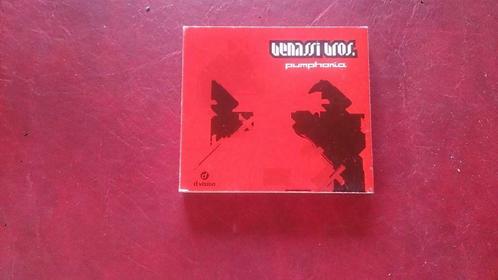 benassi bros.
pumphonia
d vision